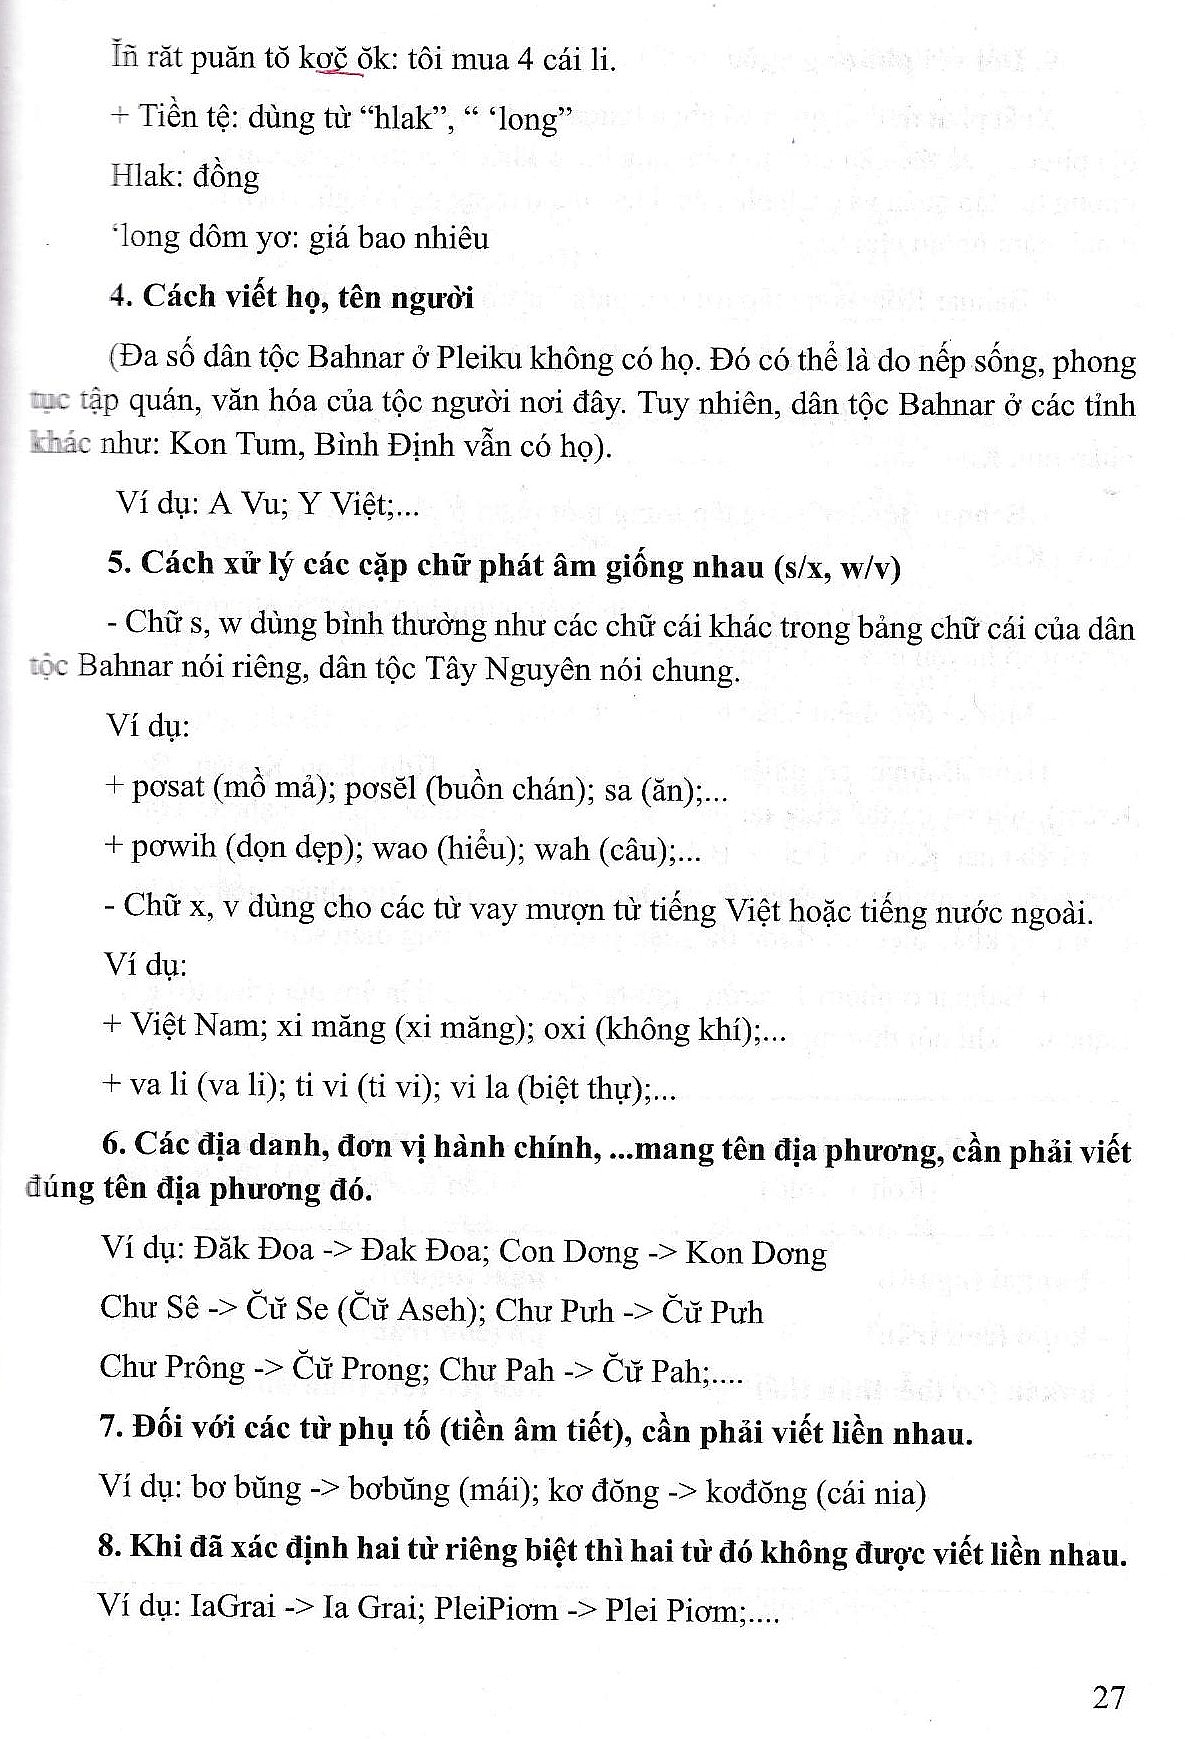 Ĭñ răt puăn tŏ kơč̆ ŏk: tôi mua 4 cái li.
+ Tiền tệ: dùng từ “hlak”, “ ‘long”
Hlak: đồng
‘long dôm yơ: giá bao nhiêu
4. Cách viết họ, tên người
(Đa số dân tộc Bahnar ở Pleiku không có họ. Đó có thể là do nếp sống, phong
tục tập quán, văn hóa của tộc người nơi đây. Tuy nhiên, dân tộc Bahnar ở các tỉnh
khác như: Kon Tum, Bình Định vẫn có họ).
Ví dụ: A Vu; Y Việt;...
5. Cách xử lý các cặp chữ phát âm giống nhau (s/x, w/v)
- Chữ s, w dùng bình thường như các chữ cái khác trong bảng chữ cái của dân
tộc Bahnar nói riêng, dân tộc Tây Nguyên nói chung.
Ví dụ:
+ pơsat (mồ mả); pơsĕl (buồn chán); sa (ăn);...
+ pơwih (dọn dẹp); wao (hiểu); wah (câu);...
- Chữ x, v dùng cho các từ vay mượn từ tiếng Việt hoặc tiếng nước ngoài.
Ví dụ:
+ Việt Nam; xi măng (xi măng); oxi (không khí);...
+ va li (va li); ti vi (ti vi); vi la (biệt thự);...
6. Các địa danh, đơn vị hành chính, ...mang tên địa phương, cần phải viết
đúng tên địa phương đó.
Ví dụ: Đăk Đoa -> Đak Đoa; Con Dơng -> Kon Dơng
Chư Sê -> C̆ư̆ Se (C̆ư̆ Aseh); Chư Pưh -> C̆ư̆ Pưh
Chư Prông -> C̆ư̆ Prong; Chư Pah -> C̆ư̆ Pah;....
7. Đối với các từ phụ tố (tiền âm tiết), cần phải viết liền nhau.
Ví dụ: bơ bŭng -> bơbŭng (mái); kơ đŏng -> kơđŏng (cái nia)
8. Khi đã xác định hai từ riêng biệt thì hai từ đó không được viết liền nhau.
Ví dụ: IaGrai -> Ia Grai; PleiPiơm -> Plei Piơm;....
27